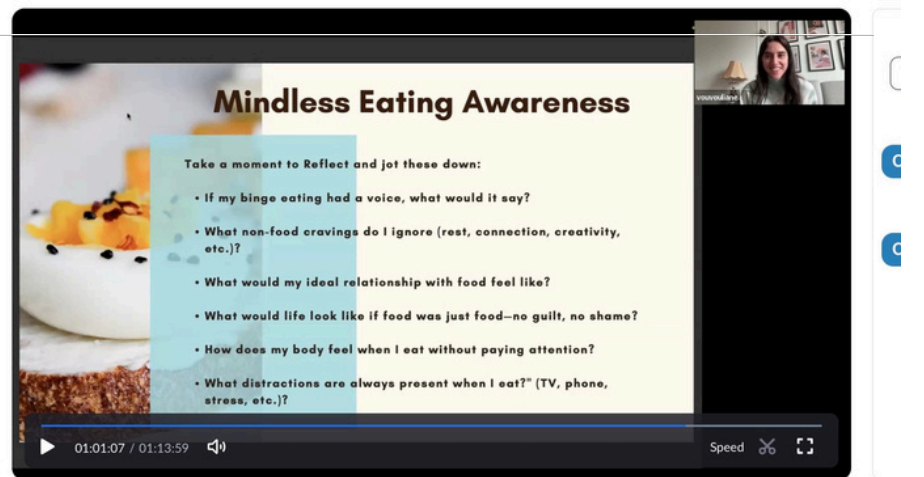 Mindless Eating Awareness
Take a moment to Reflect and jot these down:
• If my binge eating had a voice, what would it say?
• What non-food cravings do I ignore (rest, connection, creativity,
etc.)?
• What would my ideal relationship with food feel like?
• What would life look like if food was just food—no guilt, no shame?
• How does my body feel when I eat without paying attention?
• What distractions are always present when I eat?" (TV, phone,
stress, etc.)?
01:01:07 / 01:13:59
Speed